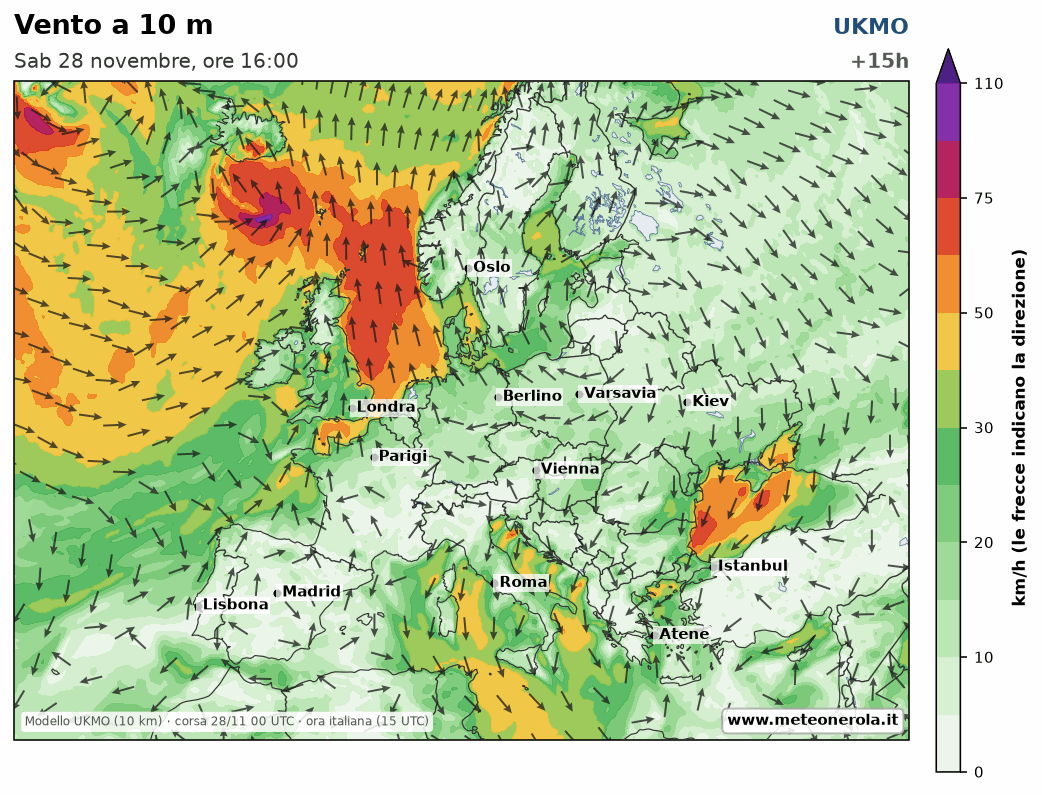 Vento a 10 m
UKMO
Sab 28 novembre, ore 16:00
+15h
110
75
50
30
20
10
0
km/h (le frecce indicano la direzione)
Oslo
Berlino
Varsavia
Kiev
Londra
Parigi
Vienna
Istanbul
Roma
Madrid
Lisbona
Atene
Modello UKMO (10 km) · corsa 28/11 00 UTC · ora italiana (15 UTC)
www.meteonerola.it